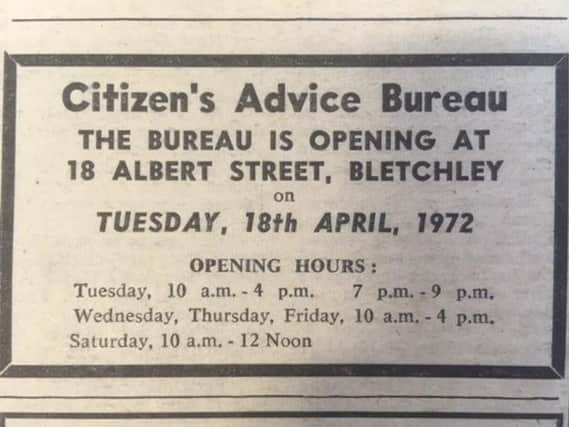 Citizen's Advice Bureau
THE BUREAU IS OPENING AT
18 ALBERT STREET, BLETCHLEY
on
TUESDAY, 18th APRIL, 1972
OPENING HOURS :
Tuesday, 10 a.m. - 4 p.m. 7 p.m. - 9 p.m.
Wednesday, Thursday, Friday, 10 a.m. - 4 p.m.
Saturday, 10 a.m. - 12 Noon